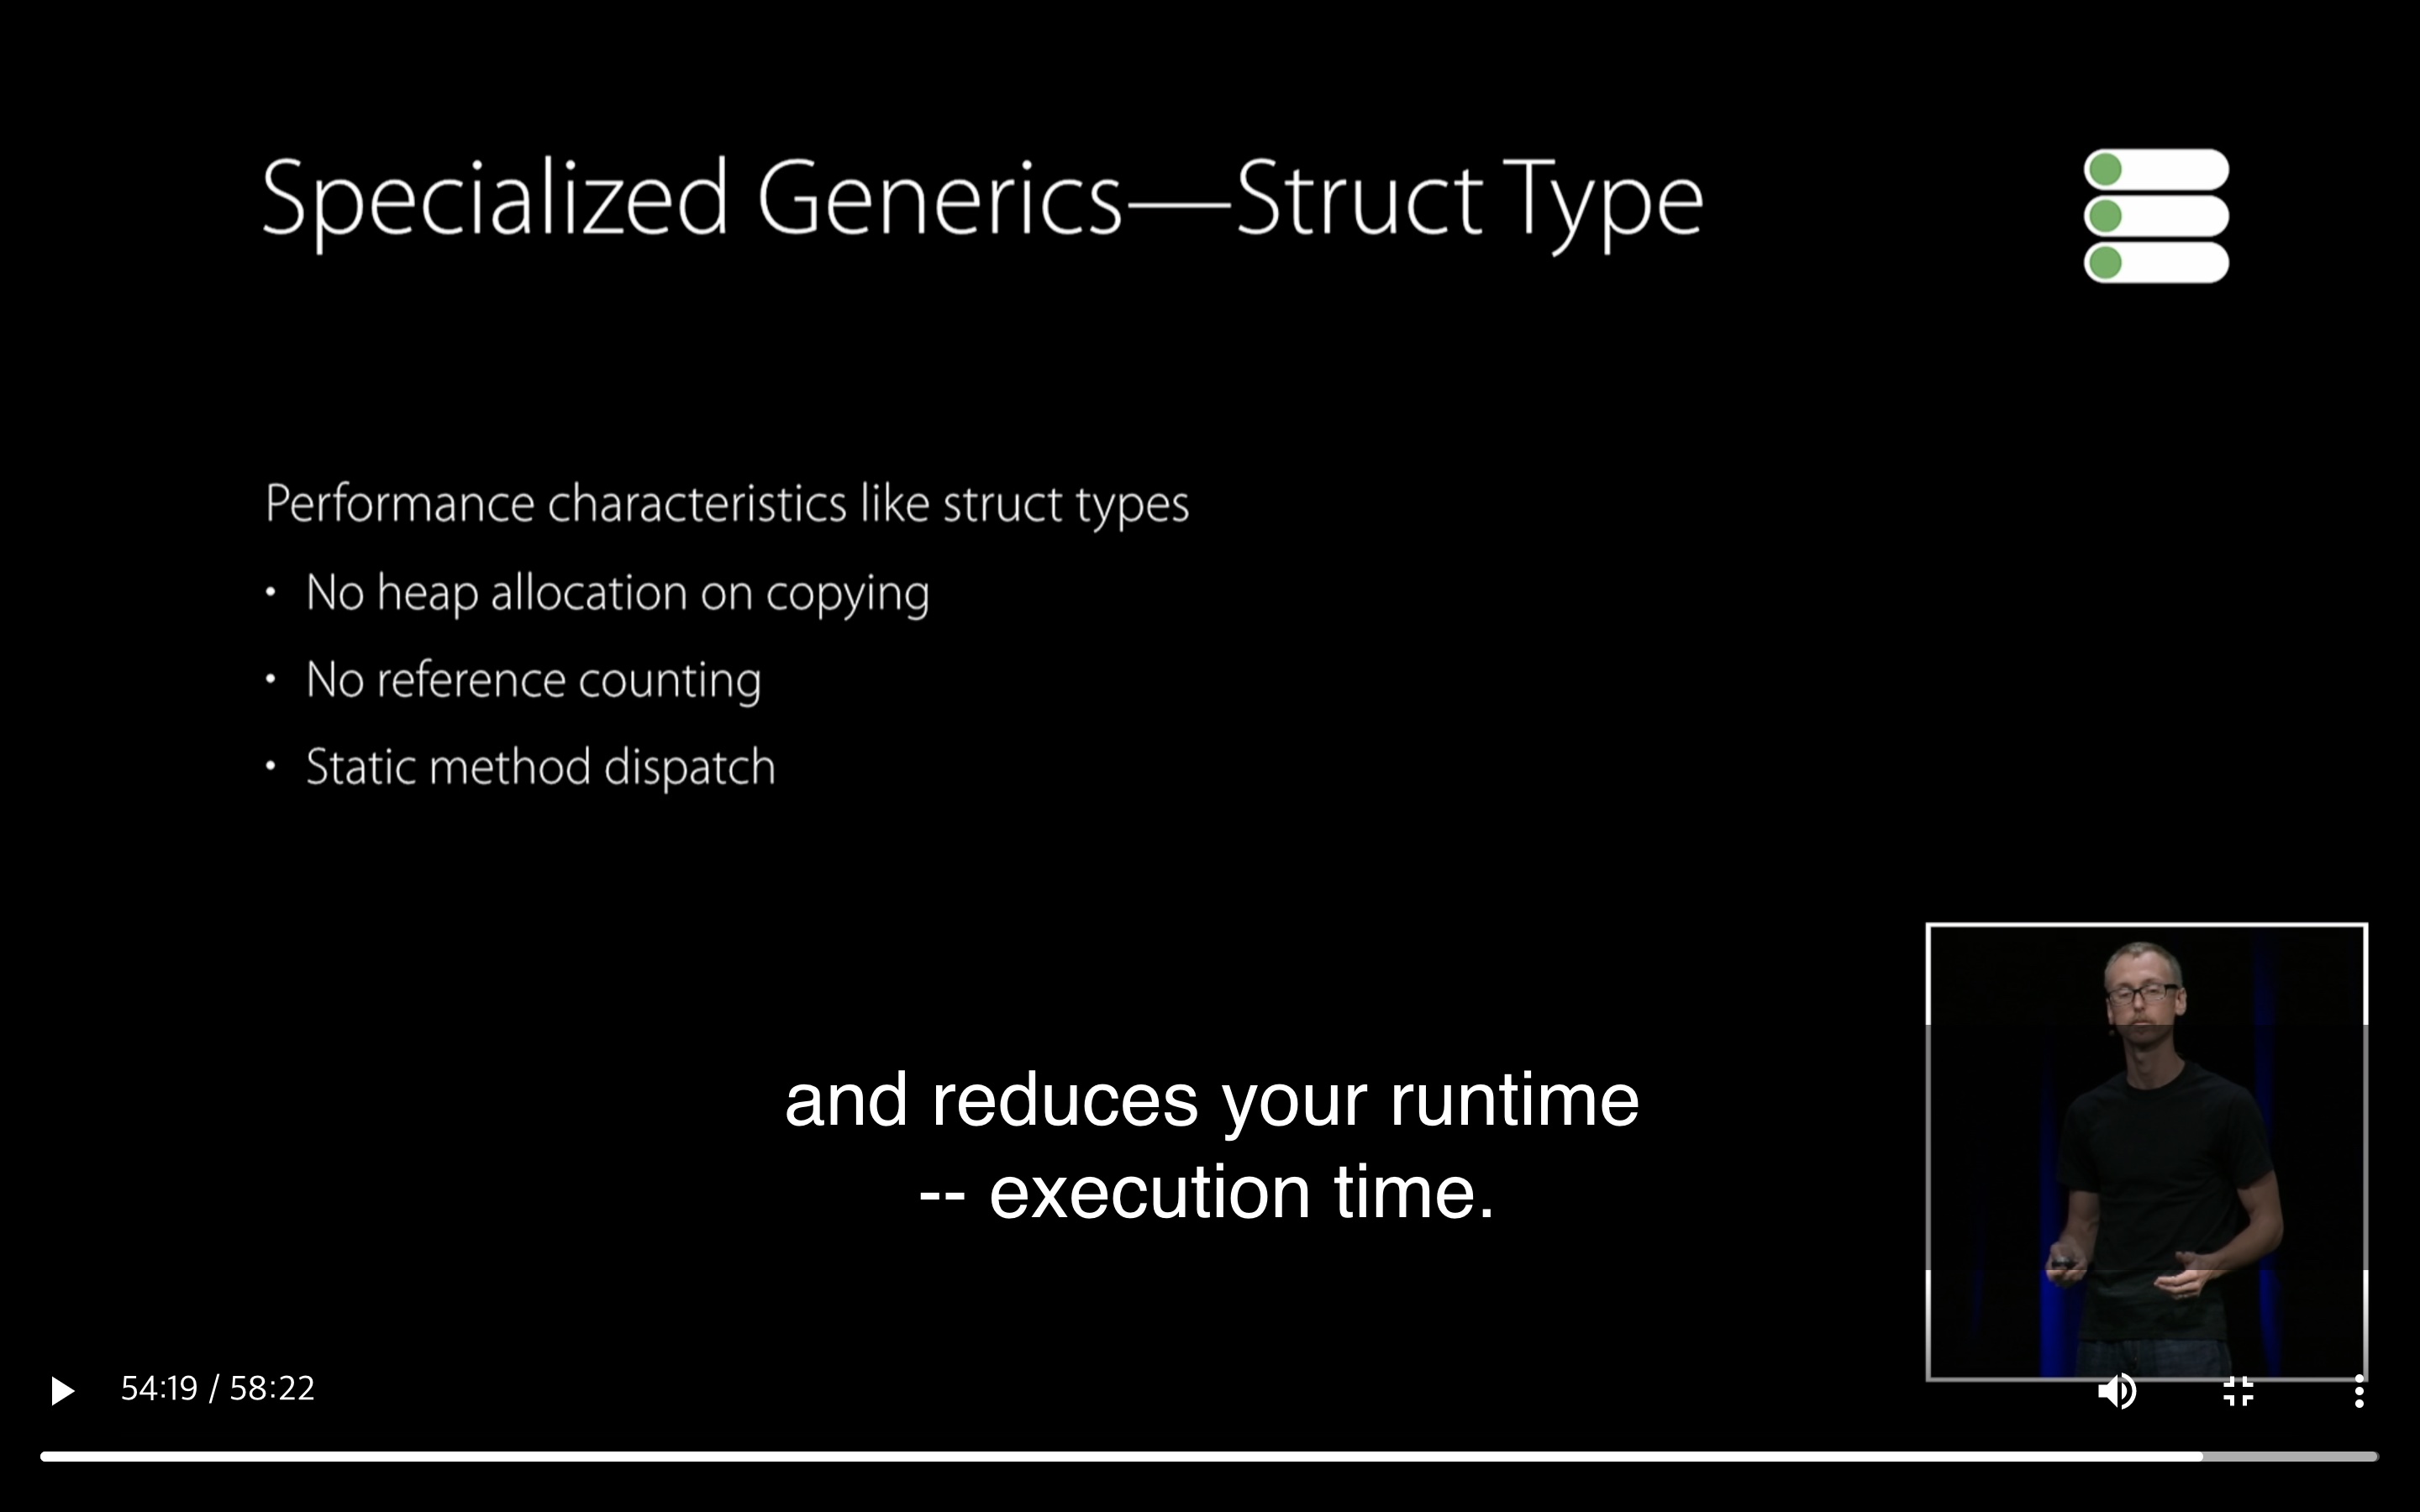 Specialized Generics—Struct Type
Performance characteristics like struct types
• No heap allocation on copying
• No reference counting
• Static method dispatch
and reduces your runtime
-- execution time.
54:19 / 58:22